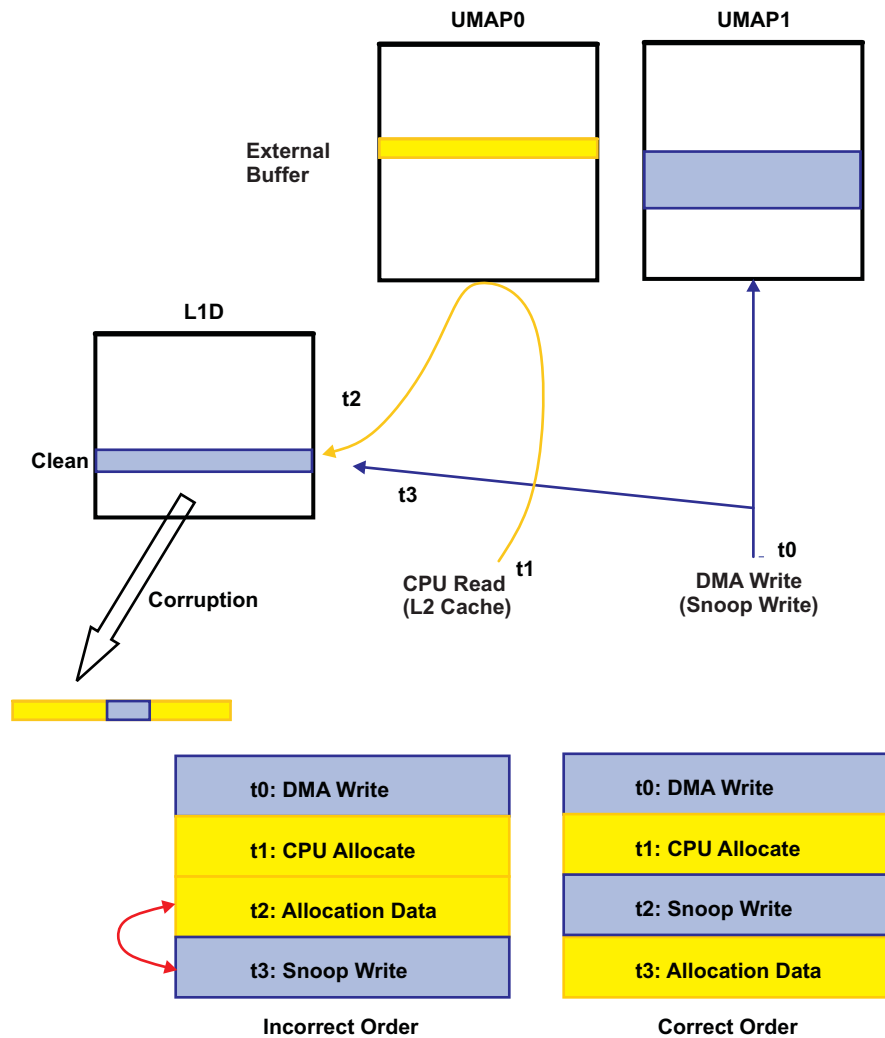 UMAP0
UMAP1
External
Buffer
L1D
t2
Clean
t3
t1
t0
CPU Read
(L2 Cache)
DMA Write
(Snoop Write)
Corruption
t0: DMA Write
t1: CPU Allocate
t2: Allocation Data
t3: Snoop Write
Incorrect Order
t0: DMA Write
t1: CPU Allocate
t2: Snoop Write
t3: Allocation Data
Correct Order